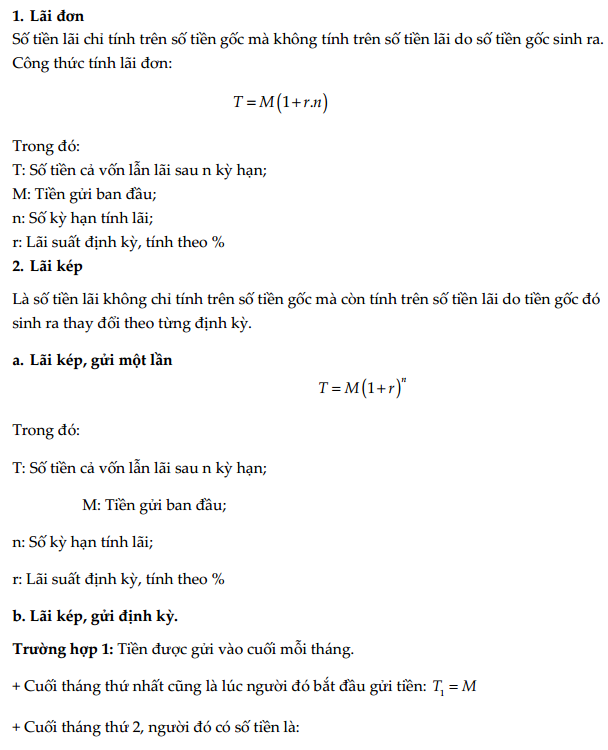 1. Lãi đơn
Số tiền lãi chỉ tính trên số tiền gốc mà không tính trên số tiền lãi do số tiền gốc sinh ra.
Công thức tính lãi đơn:
T = M(1+r.n)
Trong đó:
T: Số tiền cả vốn lẫn lãi sau n kỳ hạn;
M: Tiền gửi ban đầu;
n: Số kỳ hạn tính lãi;
r: Lãi suất định kỳ, tính theo %
2. Lãi kép
Là số tiền lãi không chỉ tính trên số tiền gốc mà còn tính trên số tiền lãi do tiền gốc đó
sinh ra thay đổi theo từng định kỳ.
a. Lãi kép, gửi một lần
T = M(1+r)^n
Trong đó:
T: Số tiền cả vốn lẫn lãi sau n kỳ hạn;
M: Tiền gửi ban đầu;
n: Số kỳ hạn tính lãi;
r: Lãi suất định kỳ, tính theo %
b. Lãi kép, gửi định kỳ.
Trường hợp 1: Tiền được gửi vào cuối mỗi tháng.
+ Cuối tháng thứ nhất cũng là lúc người đó bắt đầu gửi tiền: T₁ = M
+ Cuối tháng thứ 2, người đó có số tiền là: